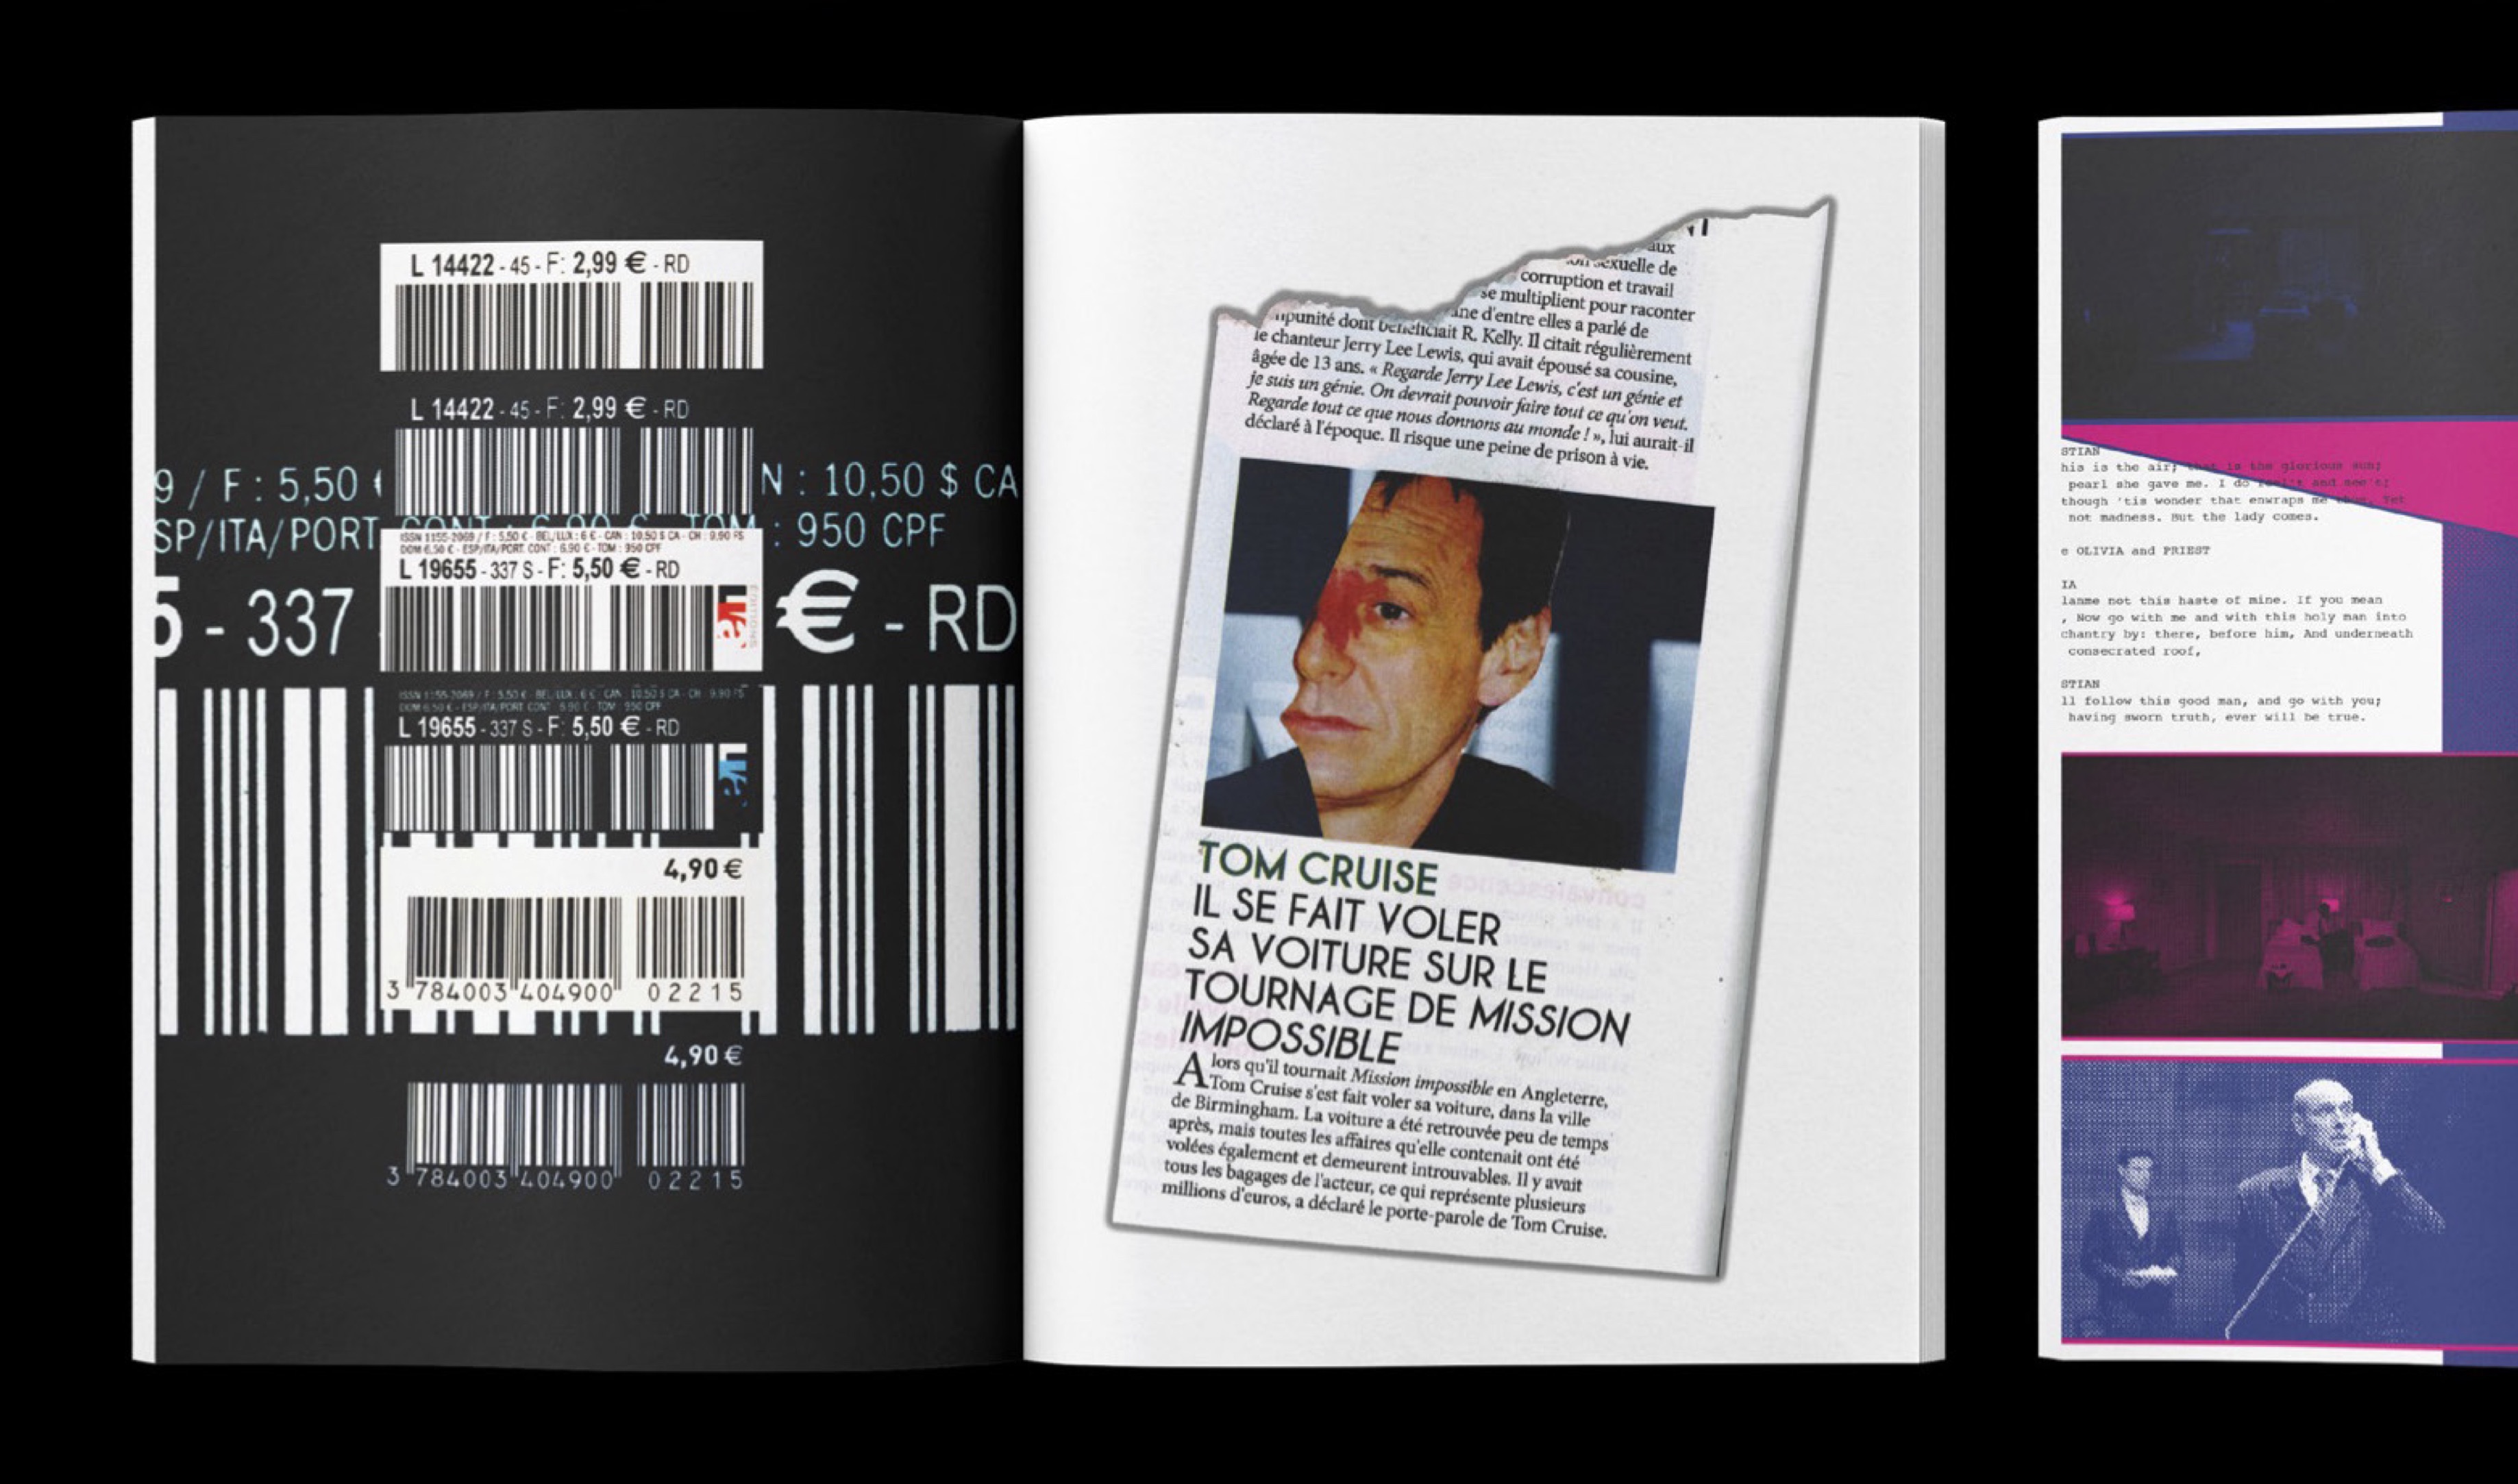 L 14422 - 45 - F: 2,99 € - RD
L 14422 - 45 - F: 2,99 € - RD
9 / F : 5,50
N : 10,50 $ CA
SP/ITA/PORT. CONT : 6,90 € TOM : 950 CPF
ISSN 1155-2069 / F : 5,50 € - BEL/LUX : 6 € - CAN : 10,50 $ CA - CH : 9,90 FS
DOM 6,50 € - ESP/ITA/PORT. CONT : 6,90 € - TOM : 950 CPF
L 19655 - 337 S - F: 5,50 € - RD
EDITIONS
5 - 337
€ - RD
ISSN 1155-2069 / F : 5,50 € - BEL/LUX : 6 € - CAN : 10,50 $ CA - CH : 9,90 FS
DOM 6,50 € - ESP/ITA/PORT. CONT : 6,90 € - TOM : 950 CPF
L 19655 - 337 S - F: 5,50 € - RD
4,90 €
3 784003 404900 02215
4,90 €
3 784003 404900 02215
aux
sexuelle de
corruption et travail
se multiplient pour raconter
d'entre elles a parlé de
dont bénéficiait R. Kelly. Il citait régulièrement
le chanteur Jerry Lee Lewis, qui avait épousé sa cousine,
âgée de 13 ans. « Regarde Jerry Lee Lewis, c'est un génie et
je suis un génie. On devrait pouvoir faire tout ce qu'on veut.
Regarde tout ce que nous donnons au monde ! », lui aurait-il
déclaré à l'époque. Il risque une peine de prison à vie.
TOM CRUISE
IL SE FAIT VOLER
SA VOITURE SUR LE
TOURNAGE DE MISSION
IMPOSSIBLE
Alors qu'il tournait Mission impossible en Angleterre,
Tom Cruise s'est fait voler sa voiture, dans la ville
de Birmingham. La voiture a été retrouvée peu de temps
après, mais toutes les affaires qu'elle contenait ont été
volées également et demeurent introuvables. Il y avait
tous les bagages de l'acteur, ce qui représente plusieurs
millions d'euros, a déclaré le porte-parole de Tom Cruise.
convalescence
STIAN
his is the air; that is the glorious sun;
pearl she gave me. I do feel't and see't;
though 'tis wonder that enwraps me thus, Yet
not madness. But the lady comes.
e OLIVIA and PRIEST
IA
lame not this haste of mine. If you mean
, Now go with me and with this holy man into
chantry by: there, before him, And underneath
consecrated roof,
STIAN
ll follow this good man, and go with you;
having sworn truth, ever will be true.